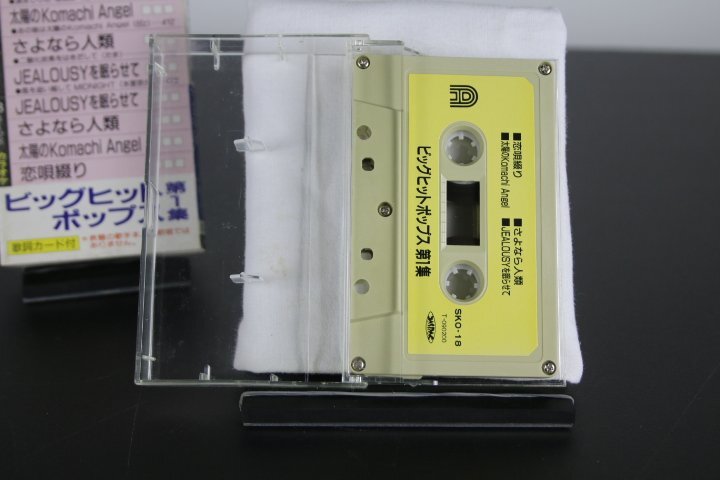 太陽のKomachi Angel
さよなら人類
JEALOUSYを眠らせて
JEALOUSYを眠らせて
さよなら人類
太陽のKomachi Angel
恋唄綴り
ビッグヒット
ポップス
第1集
歌詞カード付
A
■恋唄綴り
■太陽のKomachi Angel
■さよなら人類
■JEALOUSYを眠らせて
ビッグヒットポップス 第1集
SKO-18
T-090200